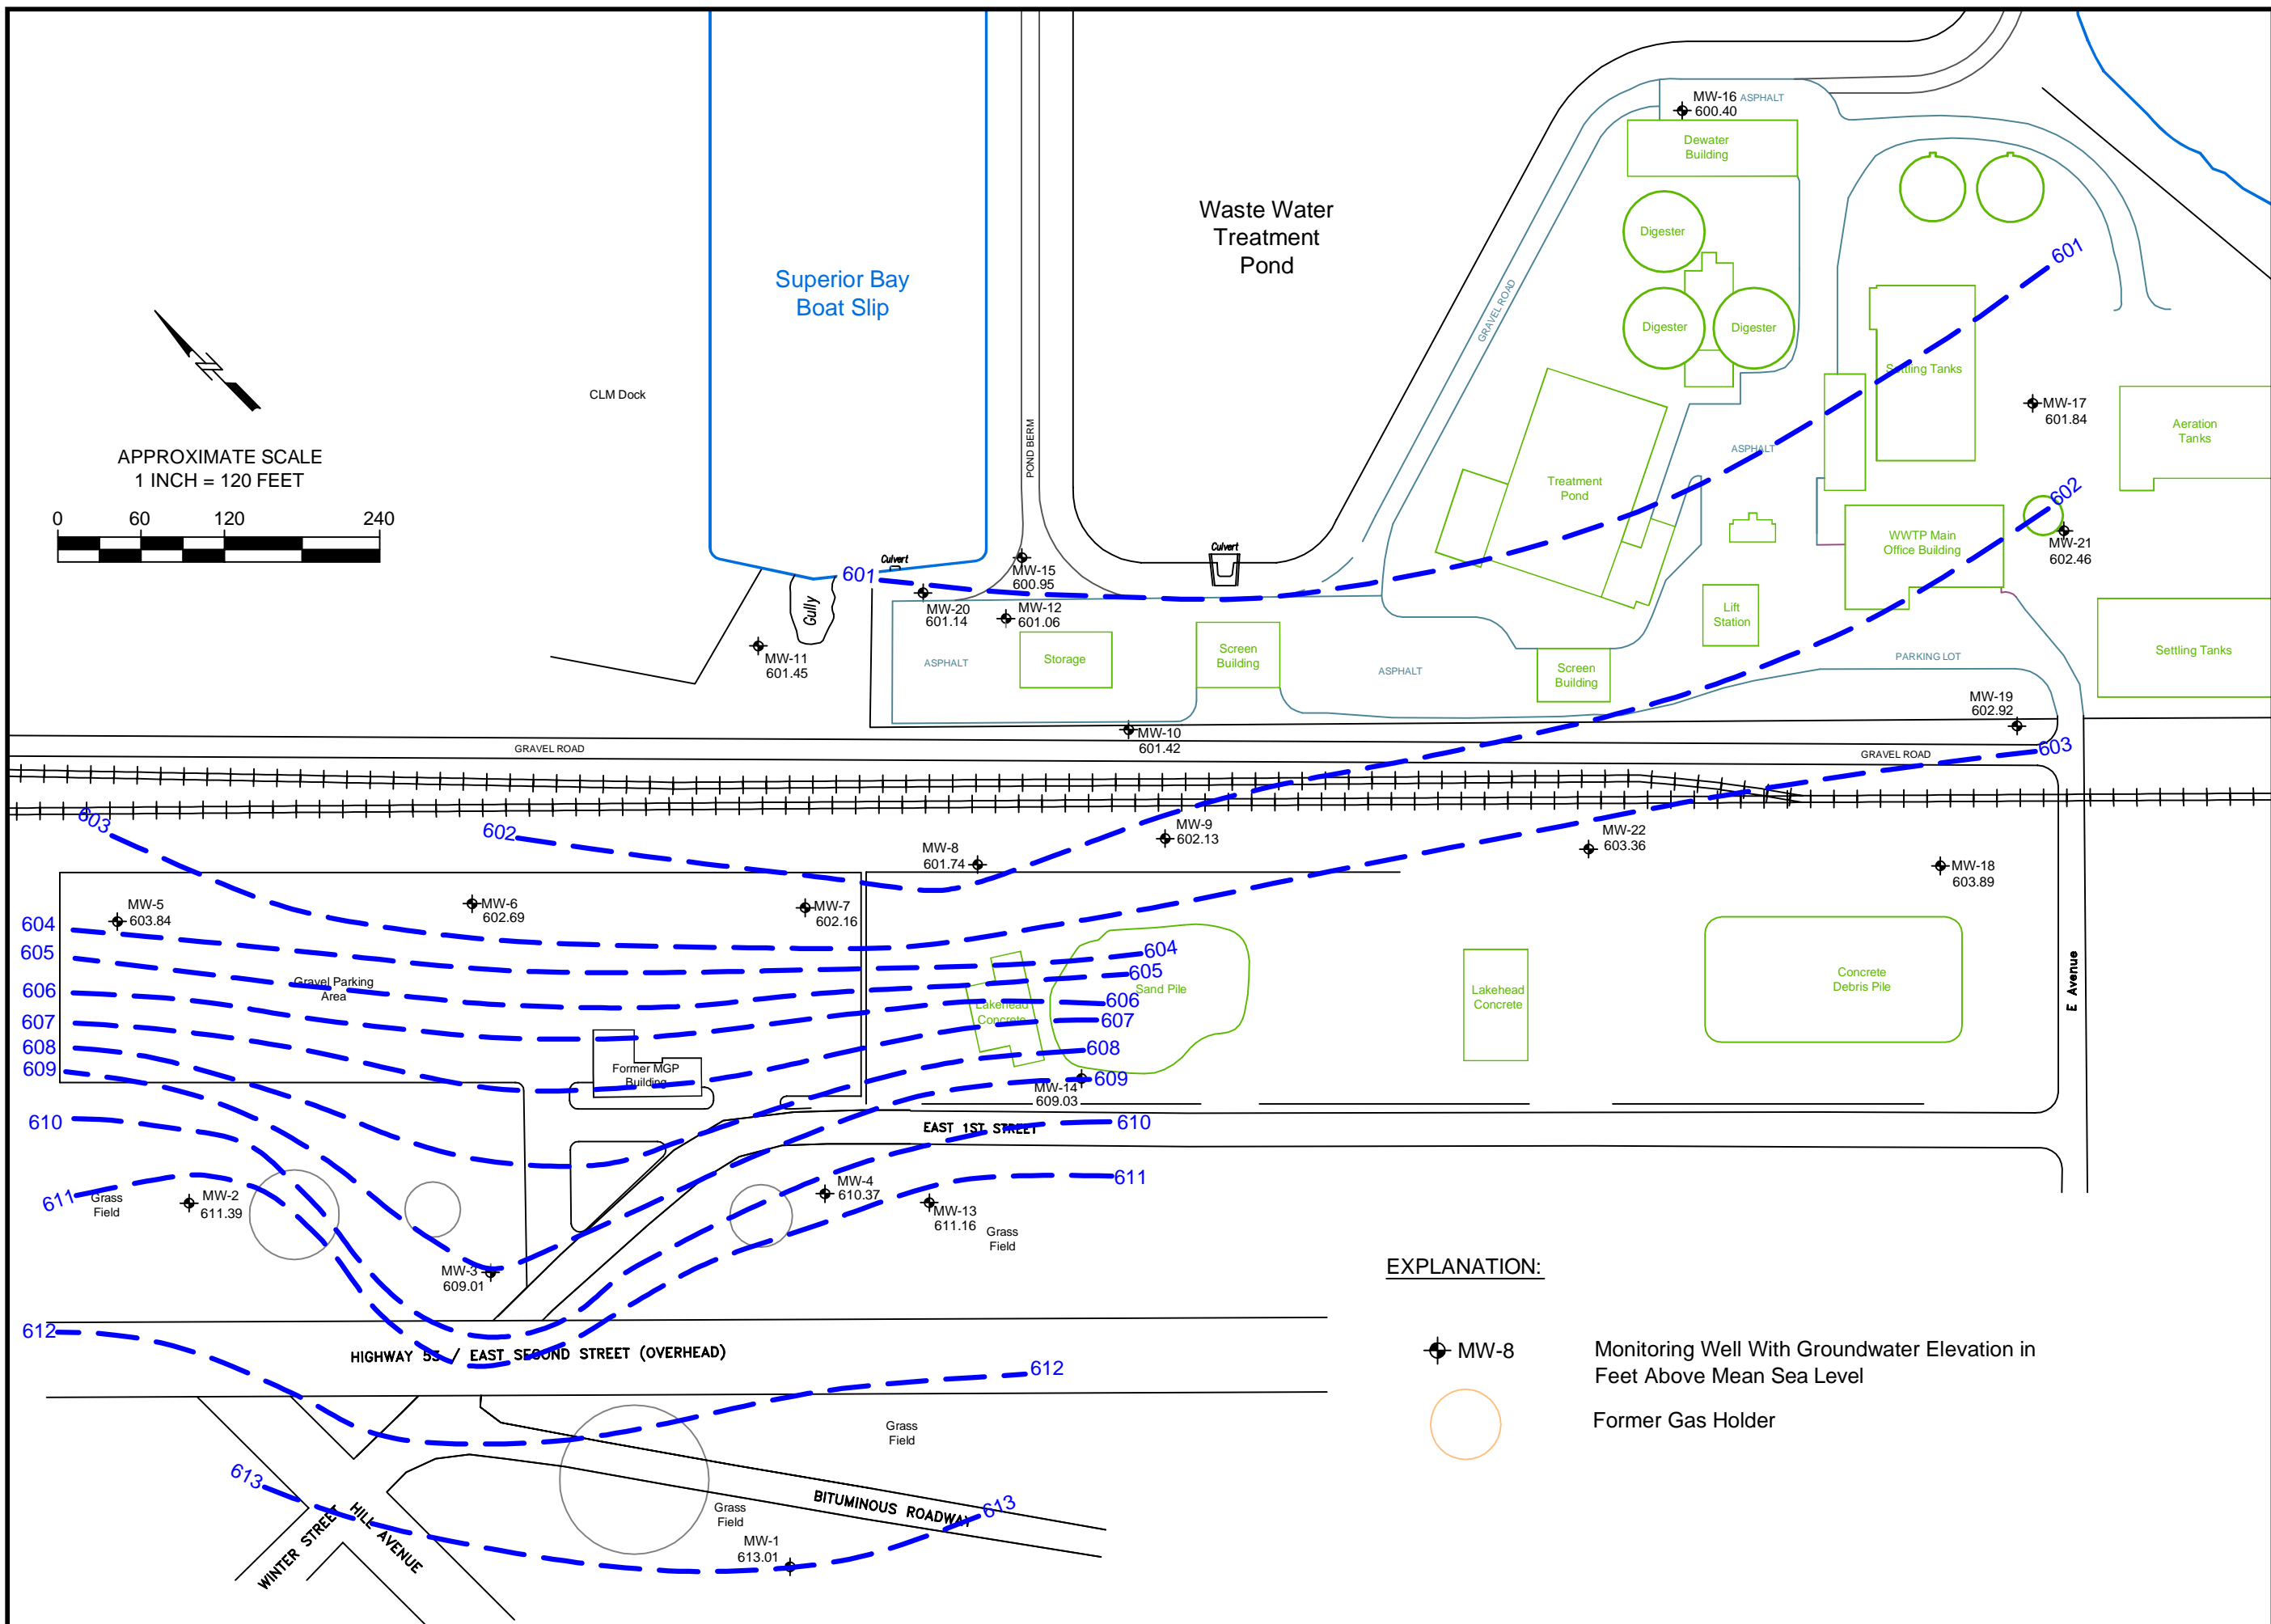 MW-16
600.40
ASPHALT
Dewater
Building
Waste Water
Treatment
Pond
Digester
Superior Bay
Boat Slip
601
GRAVEL ROAD
Digester
Digester
Settling Tanks
CLM Dock
MW-17
601.84
Aeration
Tanks
N
APPROXIMATE SCALE
1 INCH = 120 FEET
POND BERM
ASPHALT
Treatment
Pond
602
0
60
120
240
WWTP Main
Office Building
MW-21
602.46
Culvert
Culvert
601
MW-15
600.95
Gully
MW-20
601.14
MW-12
601.06
Lift
Station
MW-11
601.45
ASPHALT
Storage
Screen
Building
ASPHALT
Screen
Building
PARKING LOT
Settling Tanks
MW-19
602.92
MW-10
601.42
GRAVEL ROAD
GRAVEL ROAD
603
603
602
MW-9
602.13
MW-22
603.36
MW-8
601.74
MW-18
603.89
MW-5
603.84
MW-6
602.69
MW-7
602.16
604
605
606
607
608
609
610
611
Gravel Parking
Area
604
605
606
607
608
609
610
611
Sand Pile
Lakehead
Concrete
Lakehead
Concrete
Concrete
Debris Pile
E Avenue
Former MGP
Building
MW-14
609.03
EAST 1ST STREET
Grass
Field
MW-2
611.39
MW-4
610.37
MW-13
611.16
Grass
Field
MW-3
609.01
EXPLANATION:
612
HIGHWAY 53 / EAST SECOND STREET (OVERHEAD)
612
MW-8
Monitoring Well With Groundwater Elevation in
Feet Above Mean Sea Level
Former Gas Holder
Grass
Field
613
BITUMINOUS ROADWAY
613
Grass
Field
WINTER STREET
HILL AVENUE
MW-1
613.01